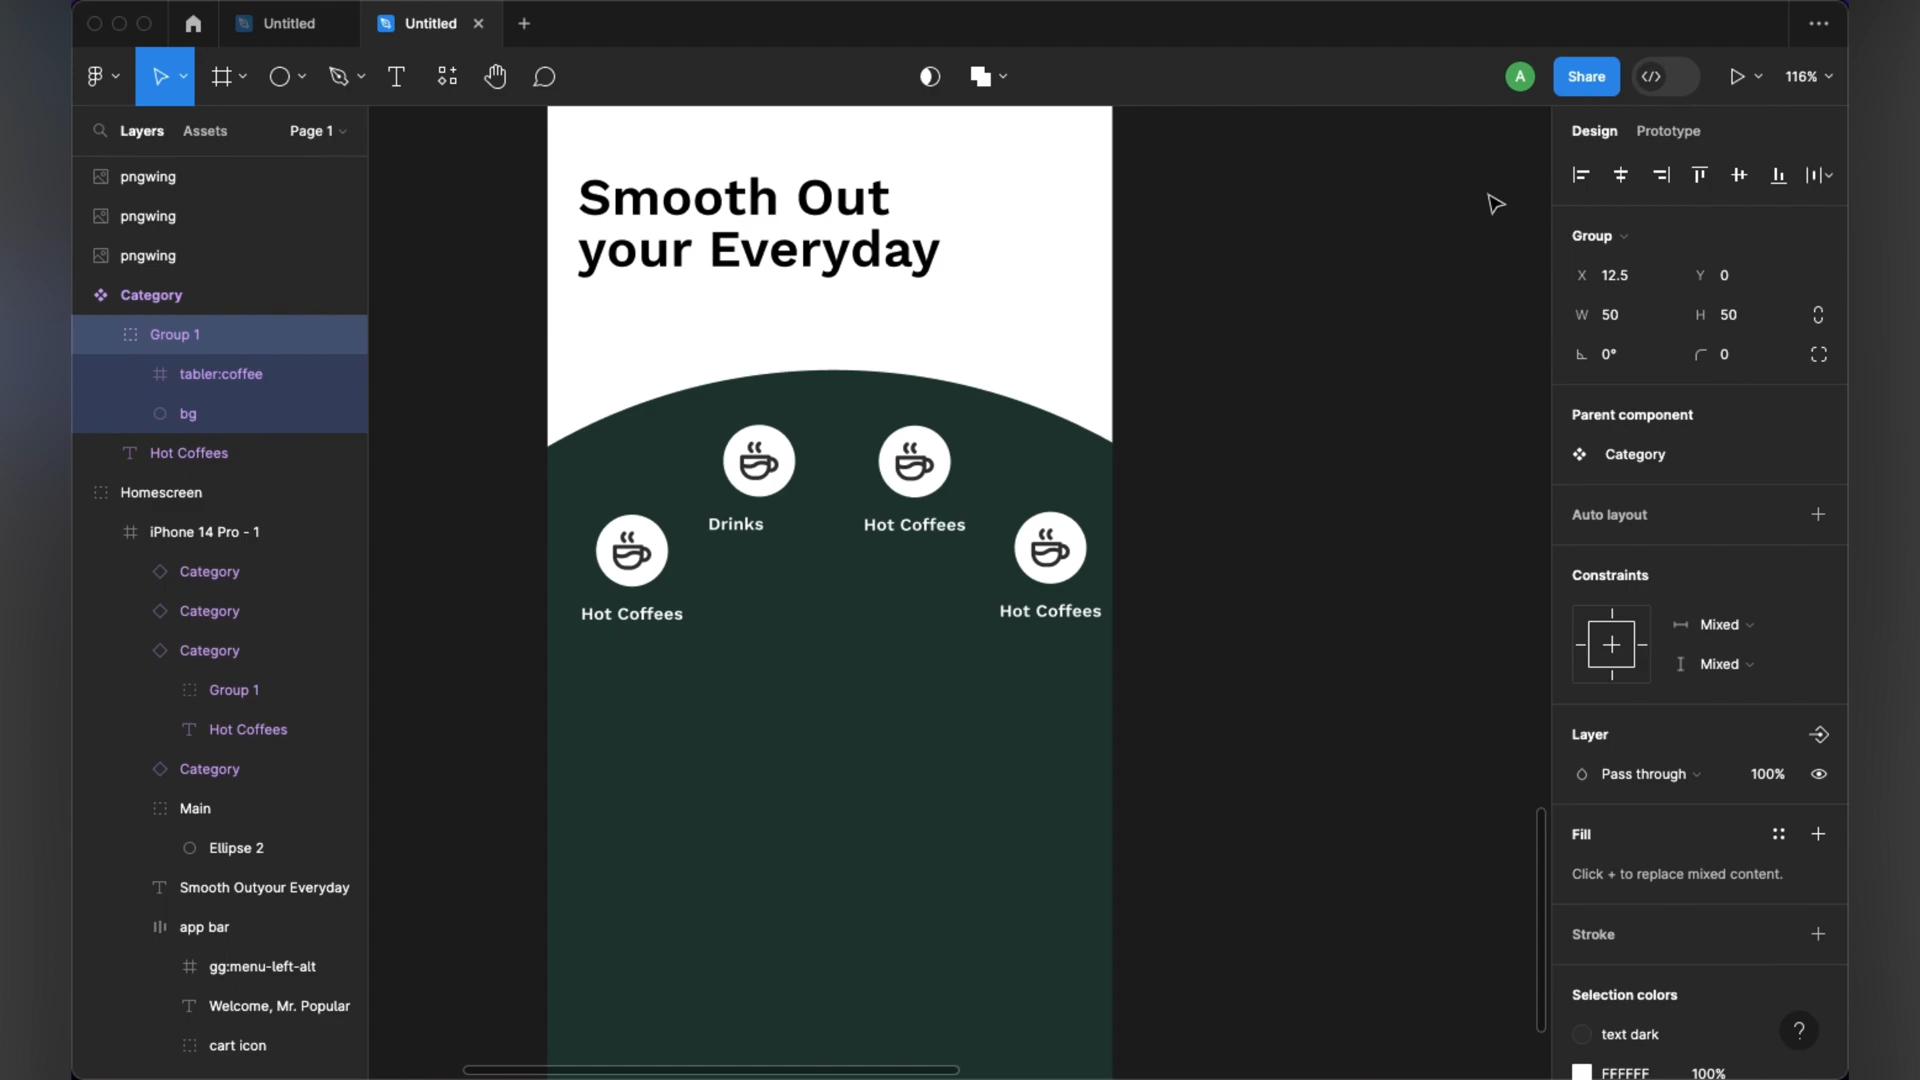 Untitled
Untitled
A
Share
116%
Layers
Assets
Page 1
Design
Prototype
pngwing
pngwing
pngwing
Category
Group 1
tabler:coffee
bg
Hot Coffees
Homescreen
iPhone 14 Pro - 1
Category
Category
Category
Group 1
Hot Coffees
Category
Main
Ellipse 2
Smooth Outyour Everyday
app bar
gg:menu-left-alt
Welcome, Mr. Popular
cart icon
Smooth Out
your Everyday
Drinks
Hot Coffees
Hot Coffees
Hot Coffees
Group
X 12.5 Y 0
W 50 H 50
0° 0
Parent component
Category
Auto layout
Constraints
Mixed
Mixed
Layer
Pass through 100%
Fill
Click + to replace mixed content.
Stroke
Selection colors
text dark
?
FFFFFF 100%